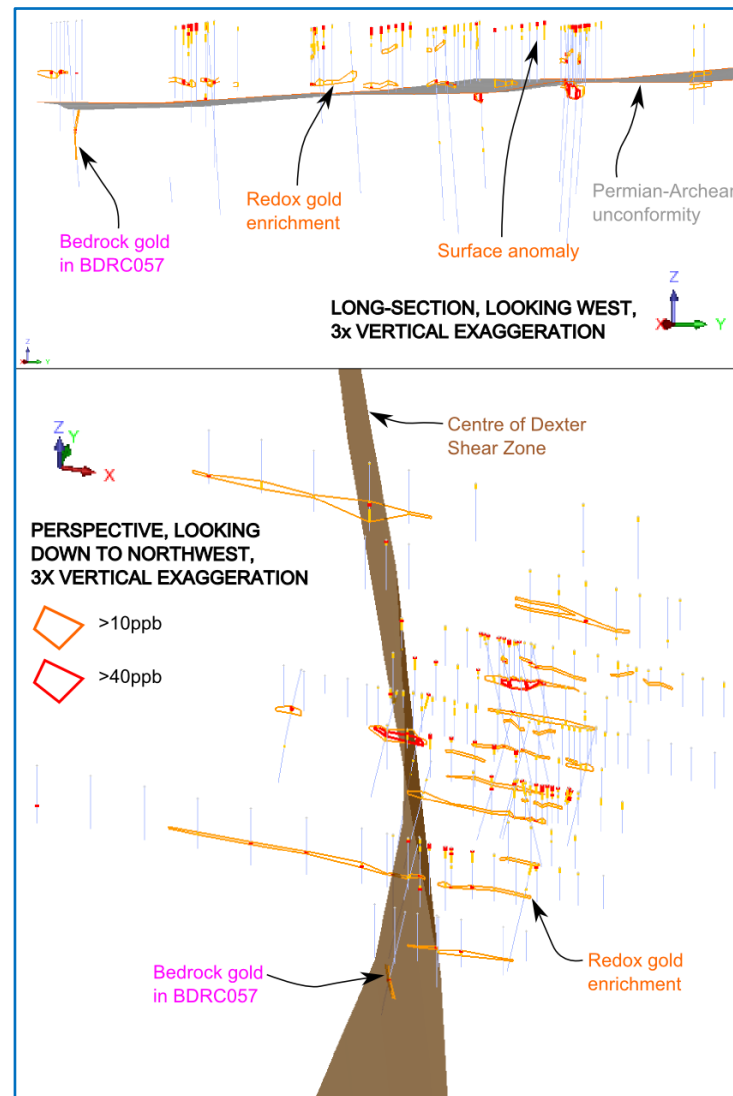 Bedrock gold
in BDRC057
Redox gold
enrichment
Surface anomaly
Permian-Archean
unconformity
LONG-SECTION, LOOKING WEST,
3x VERTICAL EXAGGERATION
Z
X
Y
Z
X
Y
Z
Y
X
Centre of Dexter
Shear Zone
PERSPECTIVE, LOOKING
DOWN TO NORTHWEST,
3X VERTICAL EXAGGERATION
>10ppb
>40ppb
Bedrock gold
in BDRC057
Redox gold
enrichment